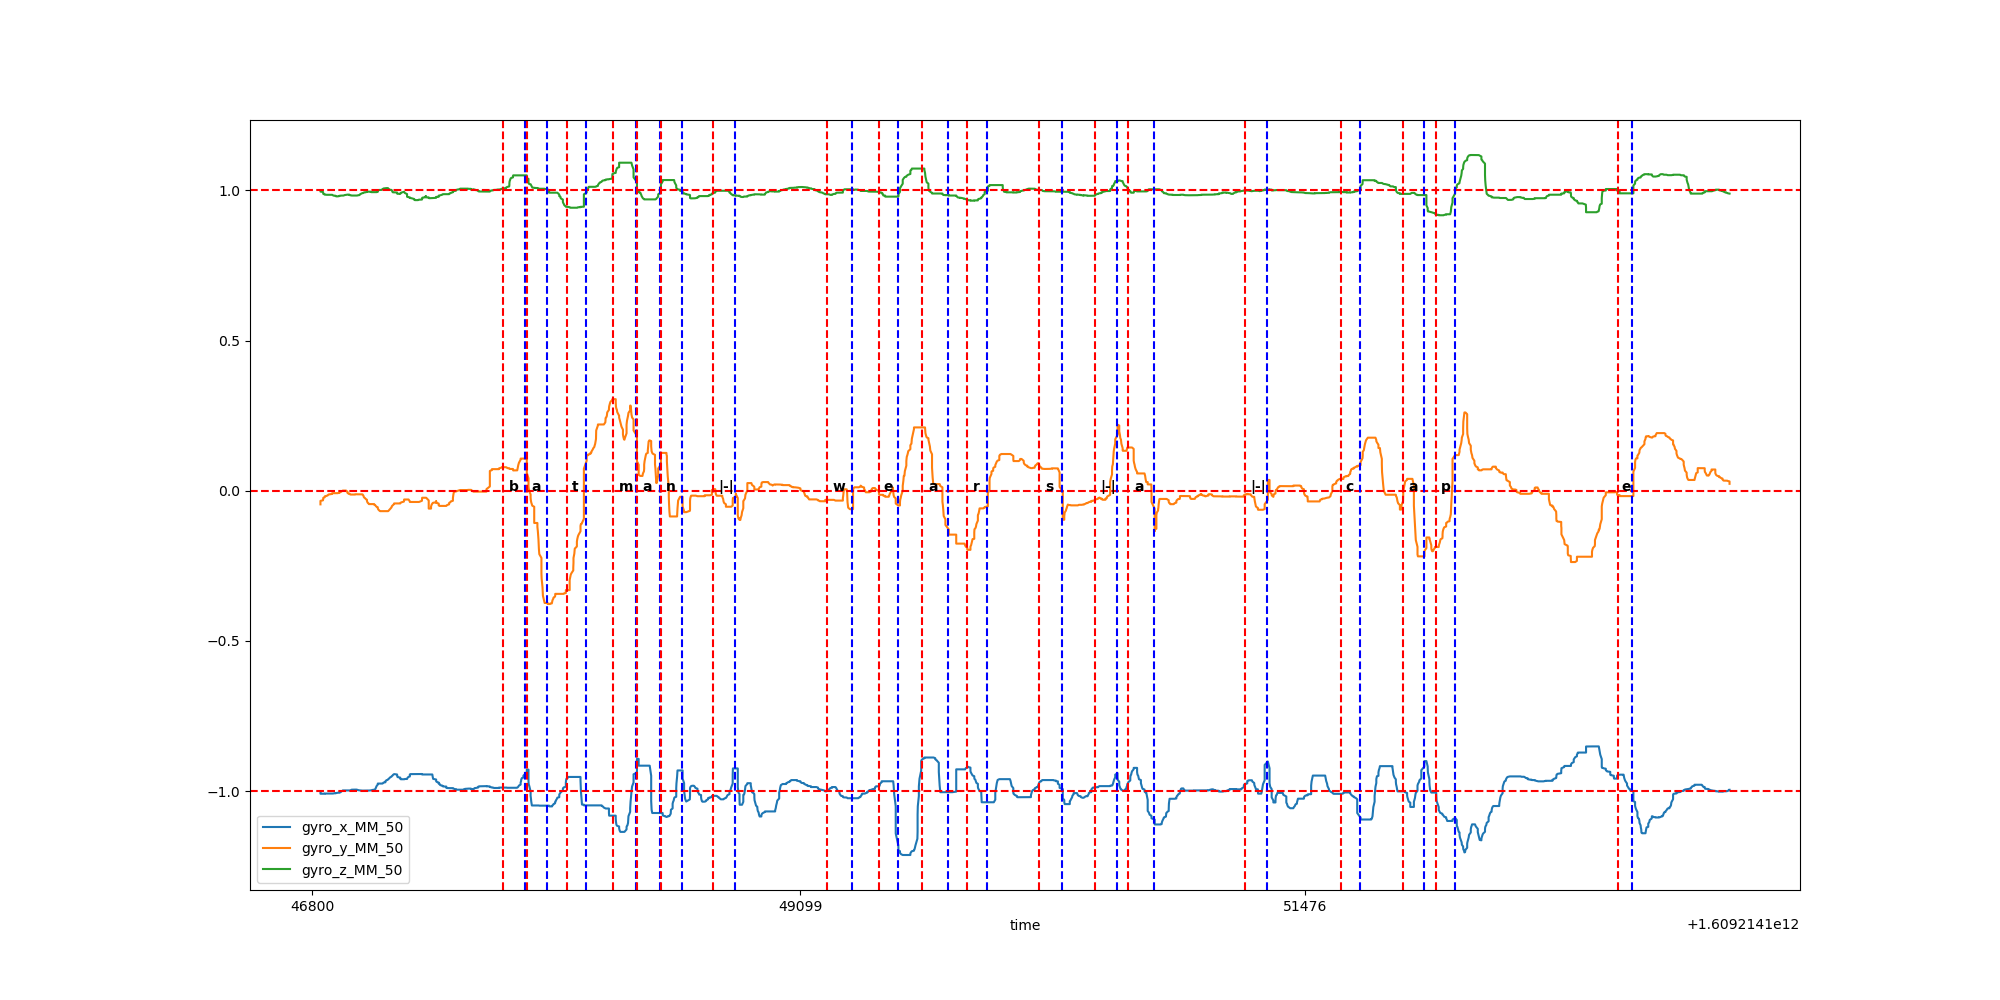 1.0
0.5
0.0
b a t m a n |-| w e a r s |-| a |-| c a p e
−0.5
−1.0
gyro_x_MM_50
gyro_y_MM_50
gyro_z_MM_50
46800 49099 51476
time
+1.6092141e12